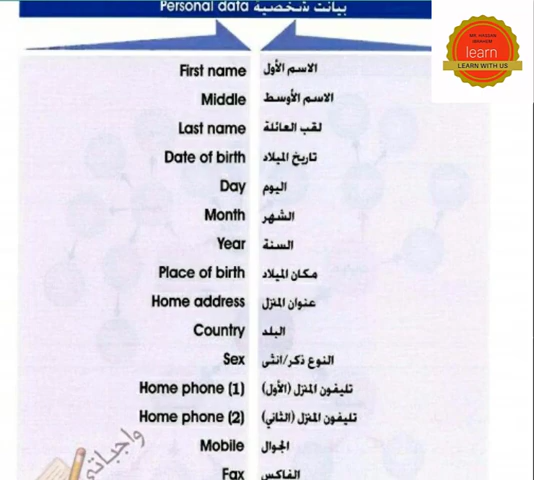 Personal data بيانت شخصية
learn
LEARN WITH US
First name الاسم الأول
Middle الاسم الأوسط
Last name لقب العائلة
Date of birth تاريخ الميلاد
Day اليوم
Month الشهر
Year السنة
Place of birth مكان الميلاد
Home address عنوان المنزل
Country البلد
Sex النوع ذكر/انثى
Home phone (1) تليفون المنزل (الأول)
Home phone (2) تليفون المنزل (الثاني)
Mobile الجوال
Fax الفاكس
واجباتي